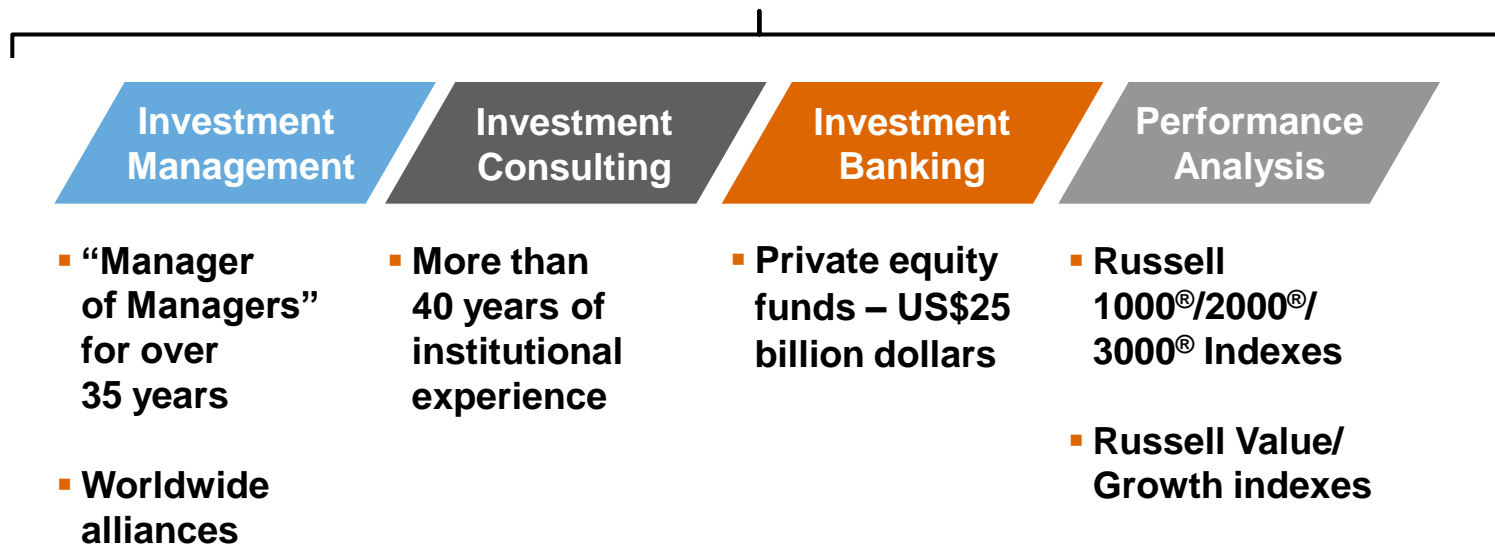 Investment
Management
Investment
Consulting
Investment
Banking
Performance
Analysis
▪ “Manager
of Managers”
for over
35 years
▪ Worldwide
alliances
▪ More than
40 years of
institutional
experience
▪ Private equity
funds – US$25
billion dollars
▪ Russell
1000®/2000®/
3000® Indexes
▪ Russell Value/
Growth indexes